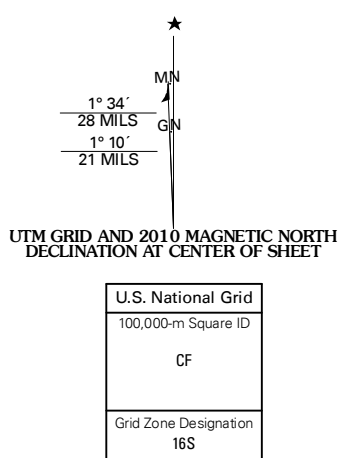 MN
1° 34´
28 MILS
GN
1° 10´
21 MILS
UTM GRID AND 2010 MAGNETIC NORTH
DECLINATION AT CENTER OF SHEET
U.S. National Grid
100,000-m Square ID
CF
Grid Zone Designation
16S